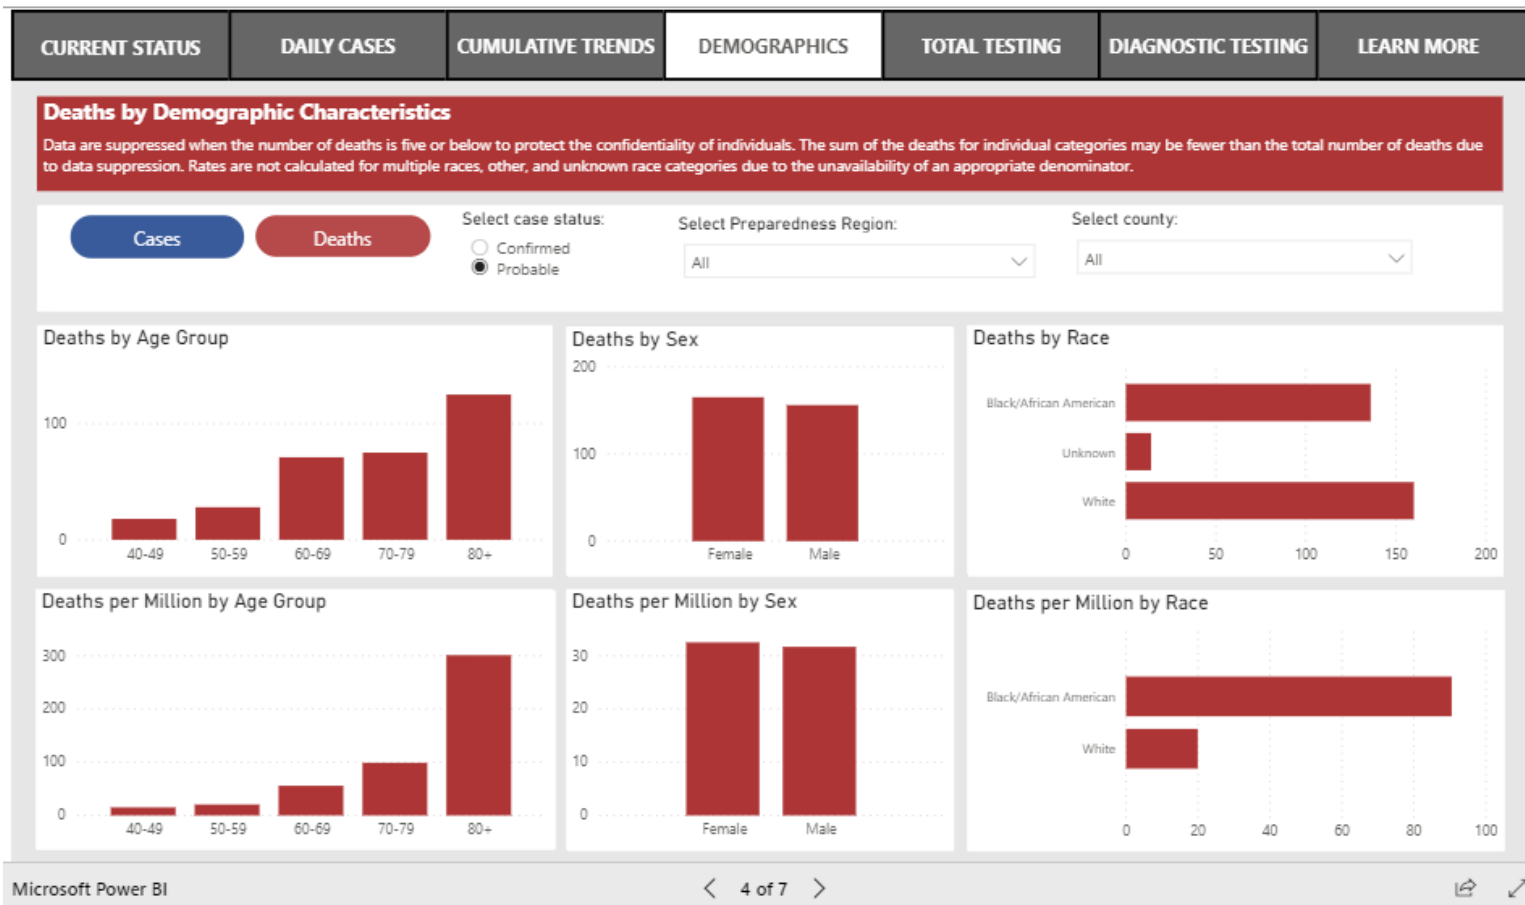 CURRENT STATUS
DAILY CASES
CUMULATIVE TRENDS
DEMOGRAPHICS
TOTAL TESTING
DIAGNOSTIC TESTING
LEARN MORE
Deaths by Demographic Characteristics
Data are suppressed when the number of deaths is five or below to protect the confidentiality of individuals. The sum of the deaths for individual categories may be fewer than the total number of deaths due
to data suppression. Rates are not calculated for multiple races, other, and unknown race categories due to the unavailability of an appropriate denominator.
Cases
Deaths
Select case status:
Confirmed
Probable
Select Preparedness Region:
All
Select county:
All
Deaths by Age Group
100
0
40-49
50-59
60-69
70-79
80+
Deaths by Sex
200
100
0
Female
Male
Deaths by Race
Black/African American
Unknown
White
0
50
100
150
200
Deaths per Million by Age Group
300
200
100
0
40-49
50-59
60-69
70-79
80+
Deaths per Million by Sex
30
20
10
0
Female
Male
Deaths per Million by Race
Black/African American
White
0
20
40
60
80
100
Microsoft Power BI
4 of 7